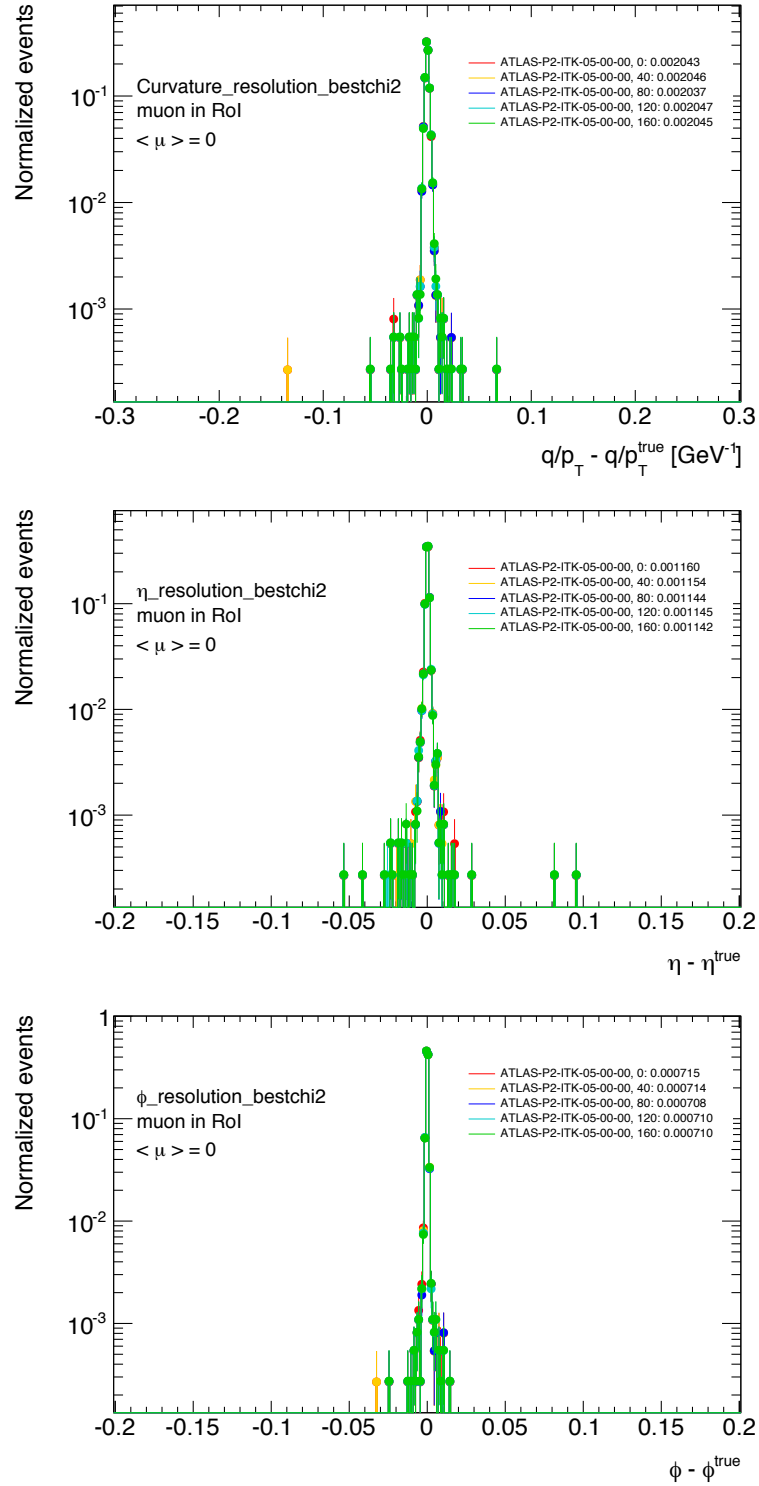 Normalized events
10⁻¹
10⁻²
10⁻³
Curvature_resolution_bestchi2
muon in RoI
< μ > = 0
ATLAS-P2-ITK-05-00-00, 0: 0.002043
ATLAS-P2-ITK-05-00-00, 40: 0.002046
ATLAS-P2-ITK-05-00-00, 80: 0.002037
ATLAS-P2-ITK-05-00-00, 120: 0.002047
ATLAS-P2-ITK-05-00-00, 160: 0.002045
-0.3 -0.2 -0.1 0 0.1 0.2 0.3
q/p_T - q/p_T^true [GeV⁻¹]
Normalized events
10⁻¹
10⁻²
10⁻³
η_resolution_bestchi2
muon in RoI
< μ > = 0
ATLAS-P2-ITK-05-00-00, 0: 0.001160
ATLAS-P2-ITK-05-00-00, 40: 0.001154
ATLAS-P2-ITK-05-00-00, 80: 0.001144
ATLAS-P2-ITK-05-00-00, 120: 0.001145
ATLAS-P2-ITK-05-00-00, 160: 0.001142
-0.2 -0.15 -0.1 -0.05 0 0.05 0.1 0.15 0.2
η - η^true
Normalized events
1
10⁻¹
10⁻²
10⁻³
ϕ_resolution_bestchi2
muon in RoI
< μ > = 0
ATLAS-P2-ITK-05-00-00, 0: 0.000715
ATLAS-P2-ITK-05-00-00, 40: 0.000714
ATLAS-P2-ITK-05-00-00, 80: 0.000708
ATLAS-P2-ITK-05-00-00, 120: 0.000710
ATLAS-P2-ITK-05-00-00, 160: 0.000710
-0.2 -0.15 -0.1 -0.05 0 0.05 0.1 0.15 0.2
ϕ - ϕ^true